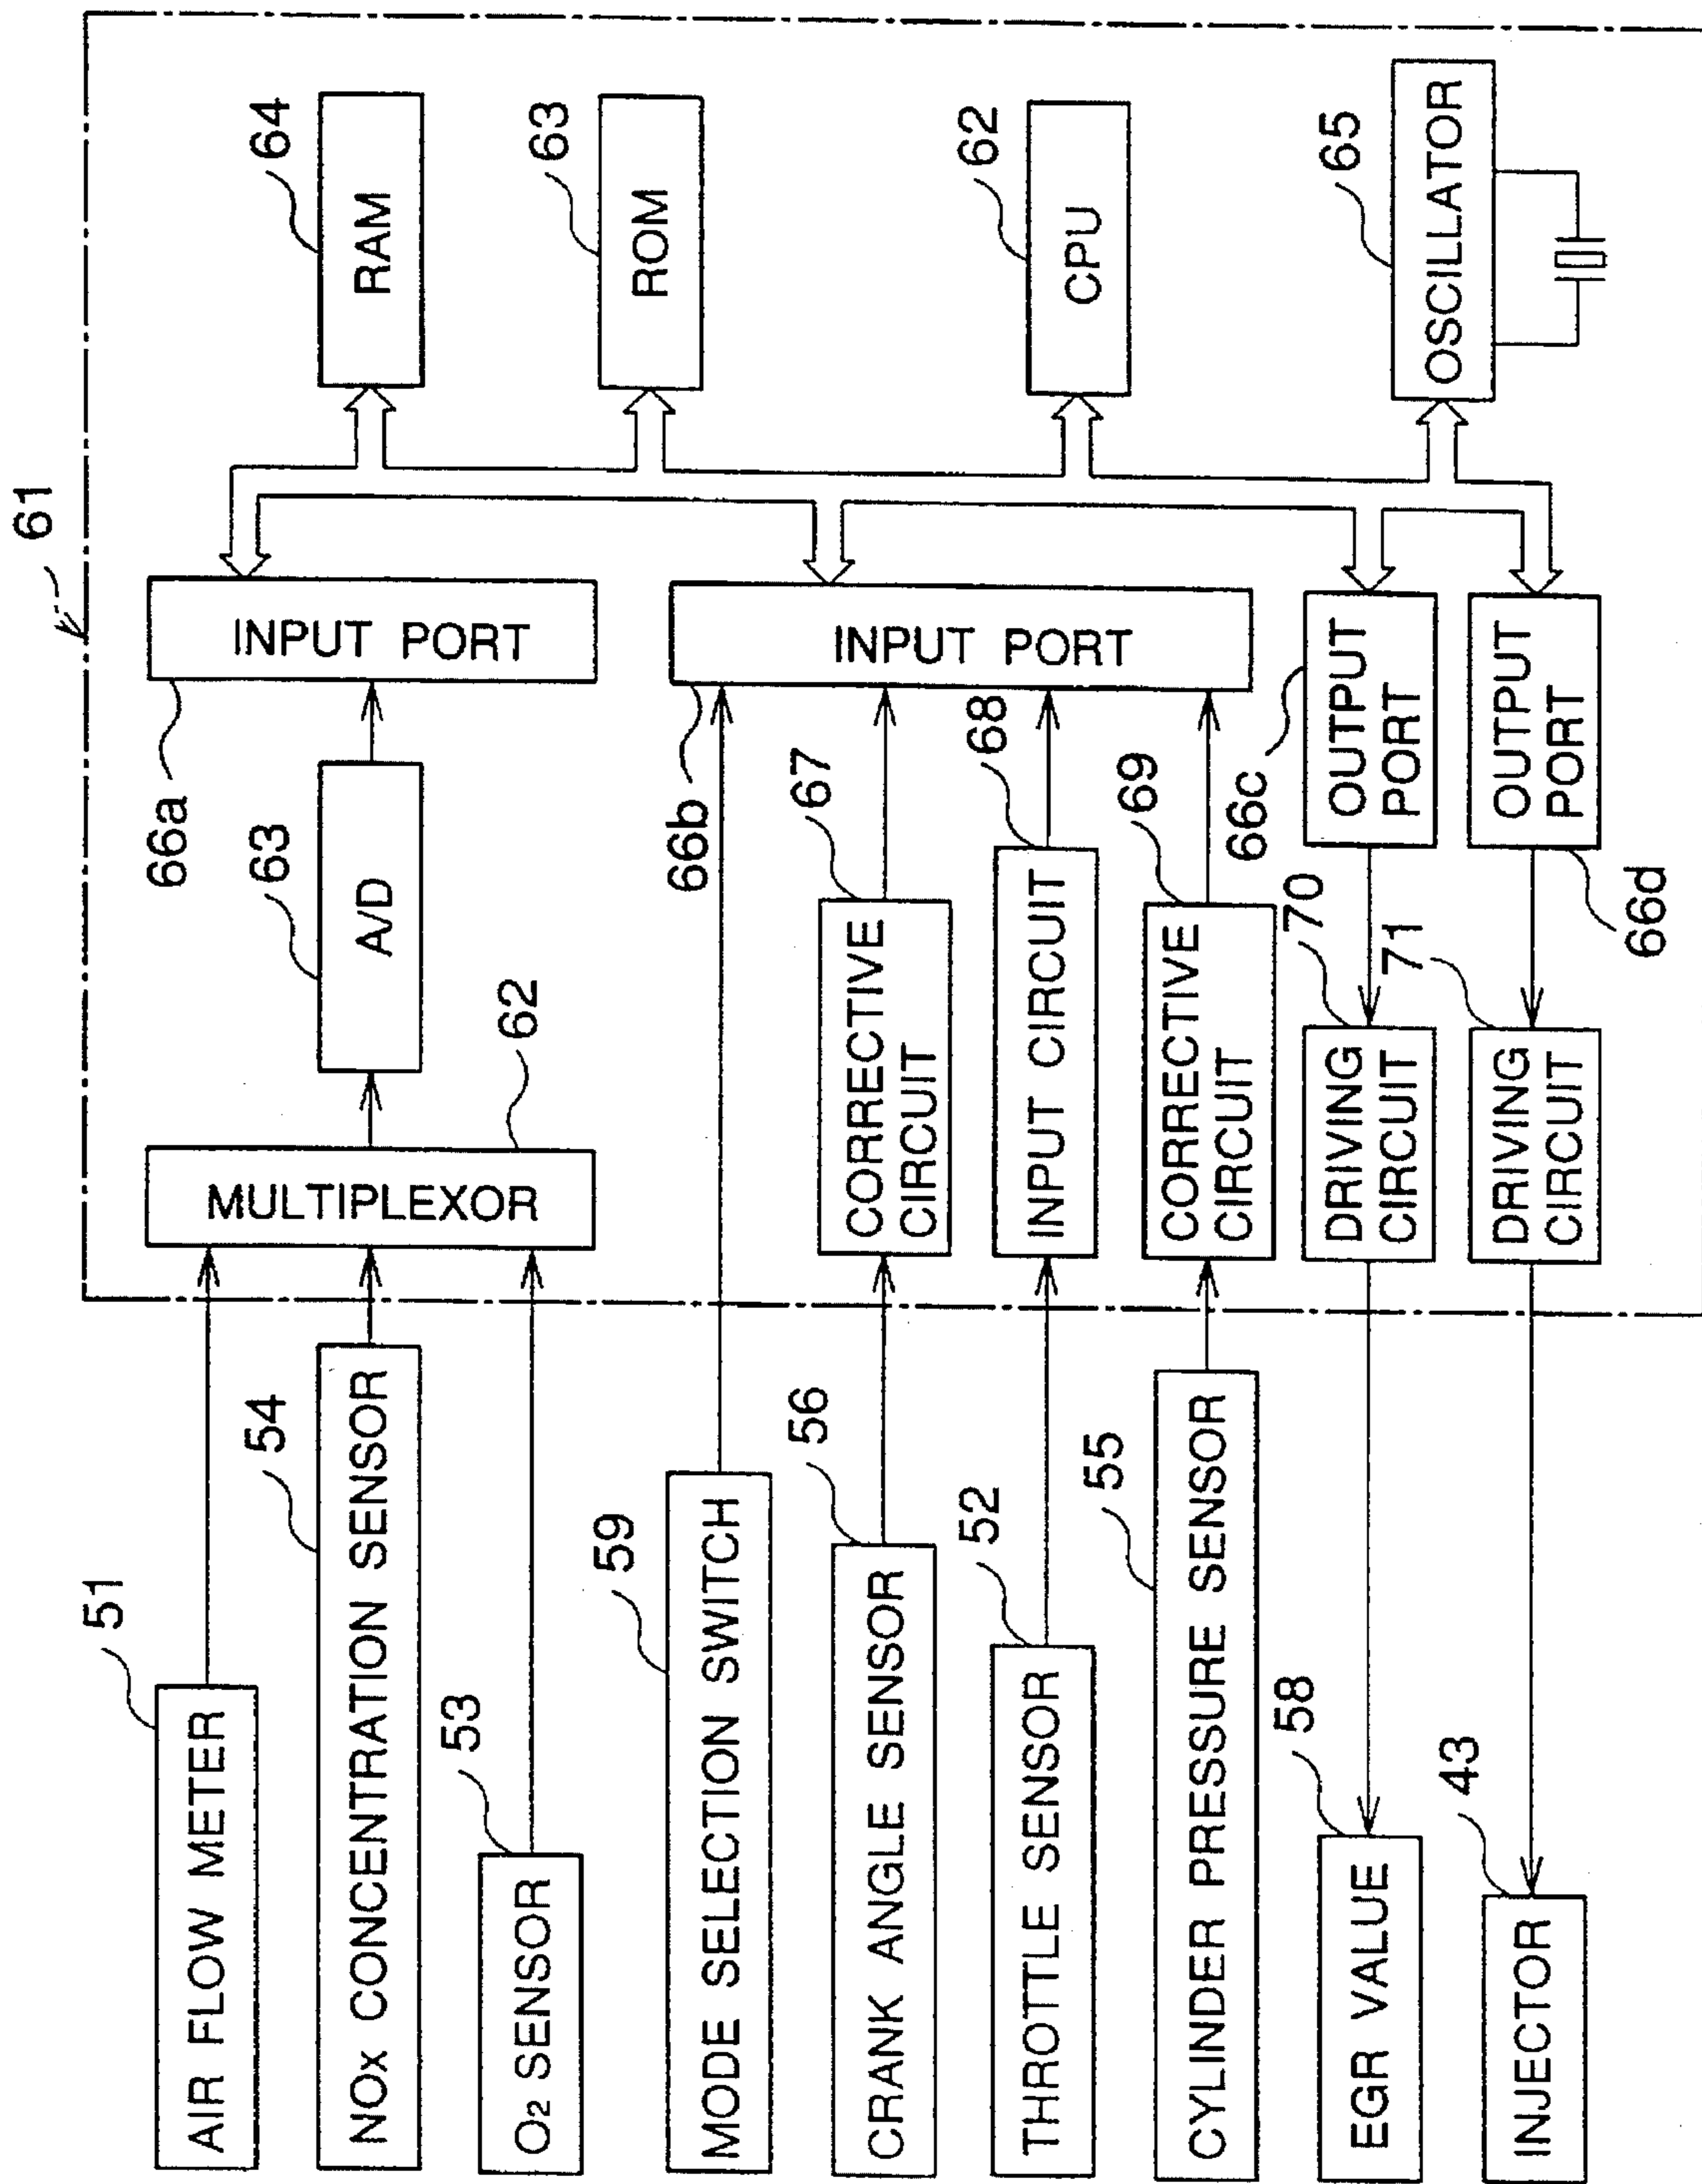 61
51
AIR FLOW METER
54
NOx CONCENTRATION SENSOR
53
O2 SENSOR
MULTIPLEXOR
62
63
A/D
66a
INPUT PORT
64
RAM
63
ROM
62
CPU
65
OSCILLATOR
59
MODE SELECTION SWITCH
56
CRANK ANGLE SENSOR
67
CORRECTIVE
CIRCUIT
66b
INPUT PORT
52
THROTTLE SENSOR
68
INPUT CIRCUIT
55
CYLINDER PRESSURE SENSOR
69
CORRECTIVE
CIRCUIT
58
EGR VALUE
70
DRIVING
CIRCUIT
66c
OUTPUT
PORT
43
INJECTOR
71
DRIVING
CIRCUIT
66d
OUTPUT
PORT